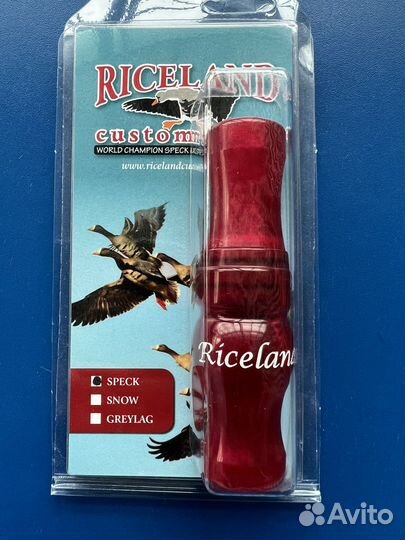 RICELAND
custom
WORLD CHAMPION SPECK
www.ricelandcu
Riceland
SPECK
SNOW
GREYLAG
Avito